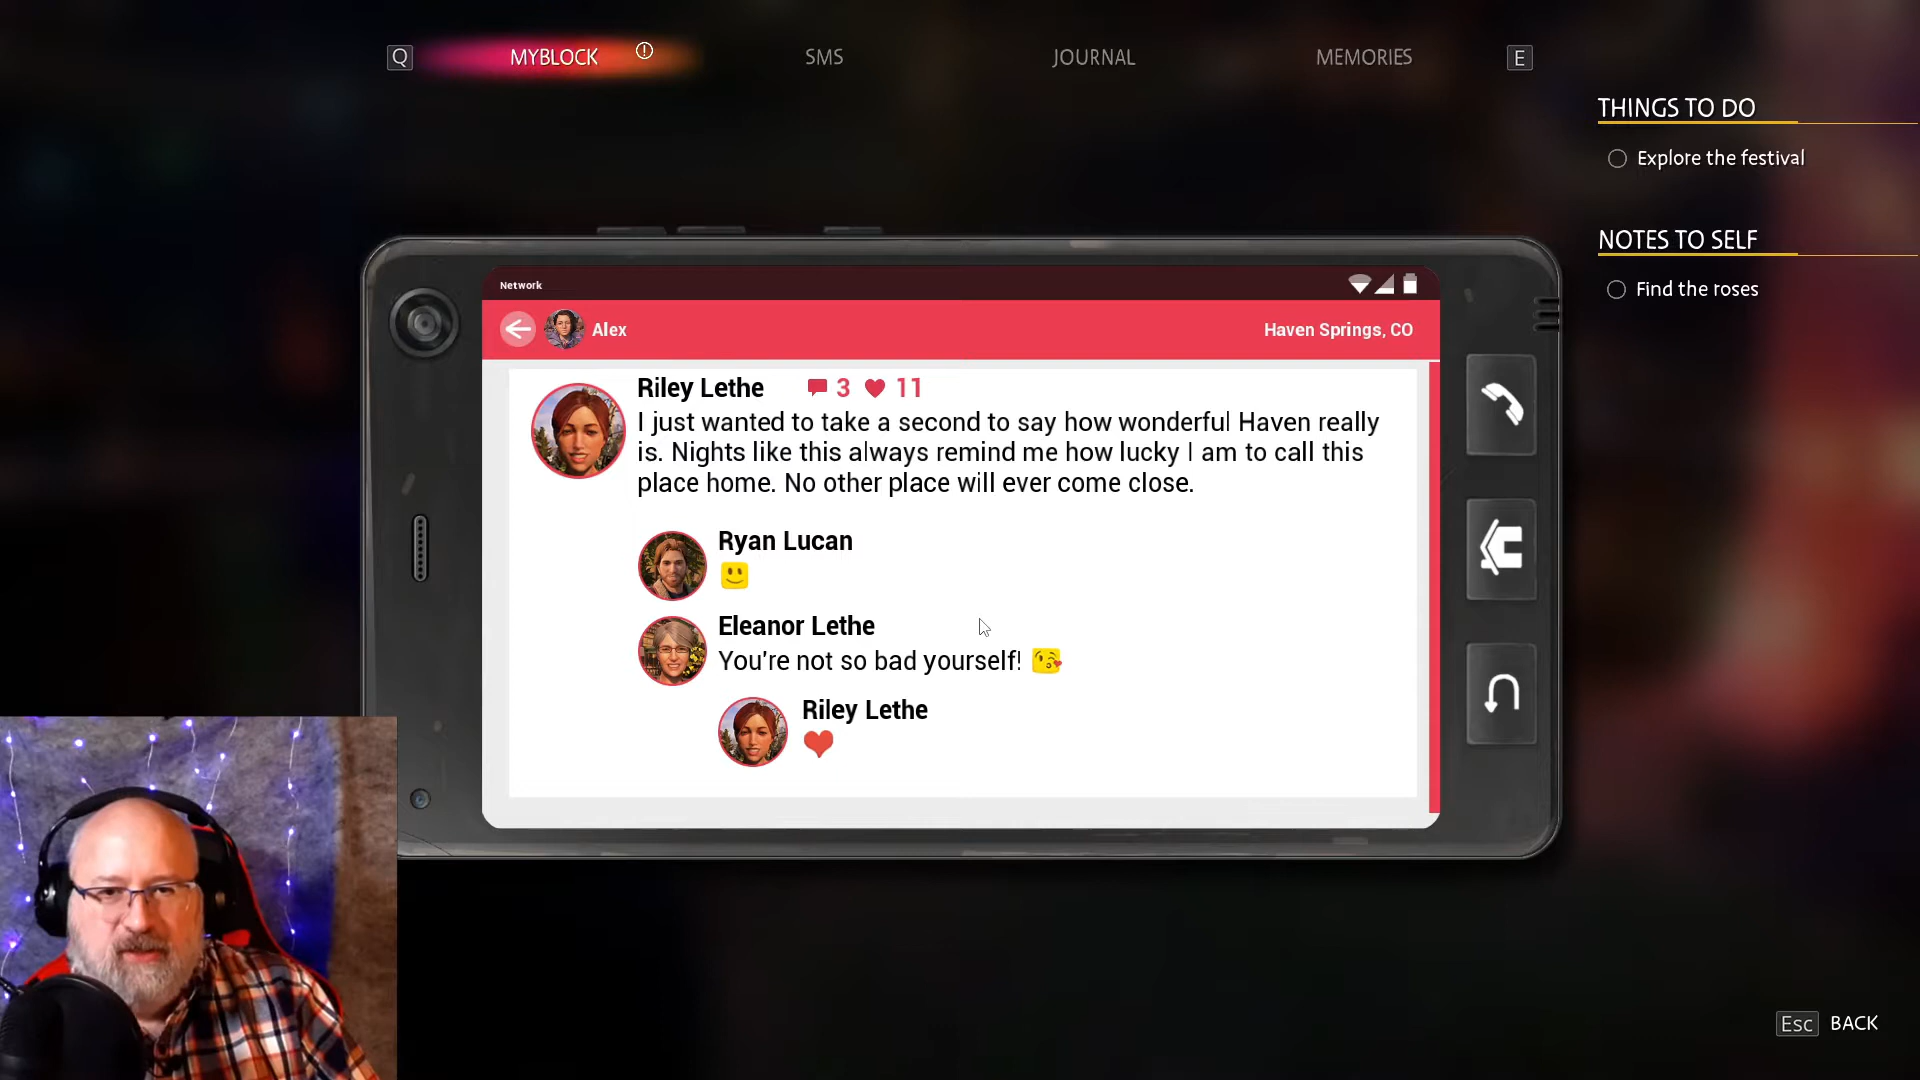 Q MYBLOCK SMS JOURNAL MEMORIES E
THINGS TO DO
Explore the festival
NOTES TO SELF
Find the roses
Network
Alex Haven Springs, CO
Riley Lethe 3 11
I just wanted to take a second to say how wonderful Haven really
is. Nights like this always remind me how lucky I am to call this
place home. No other place will ever come close.
Ryan Lucan
Eleanor Lethe
You're not so bad yourself!
Riley Lethe
Esc BACK